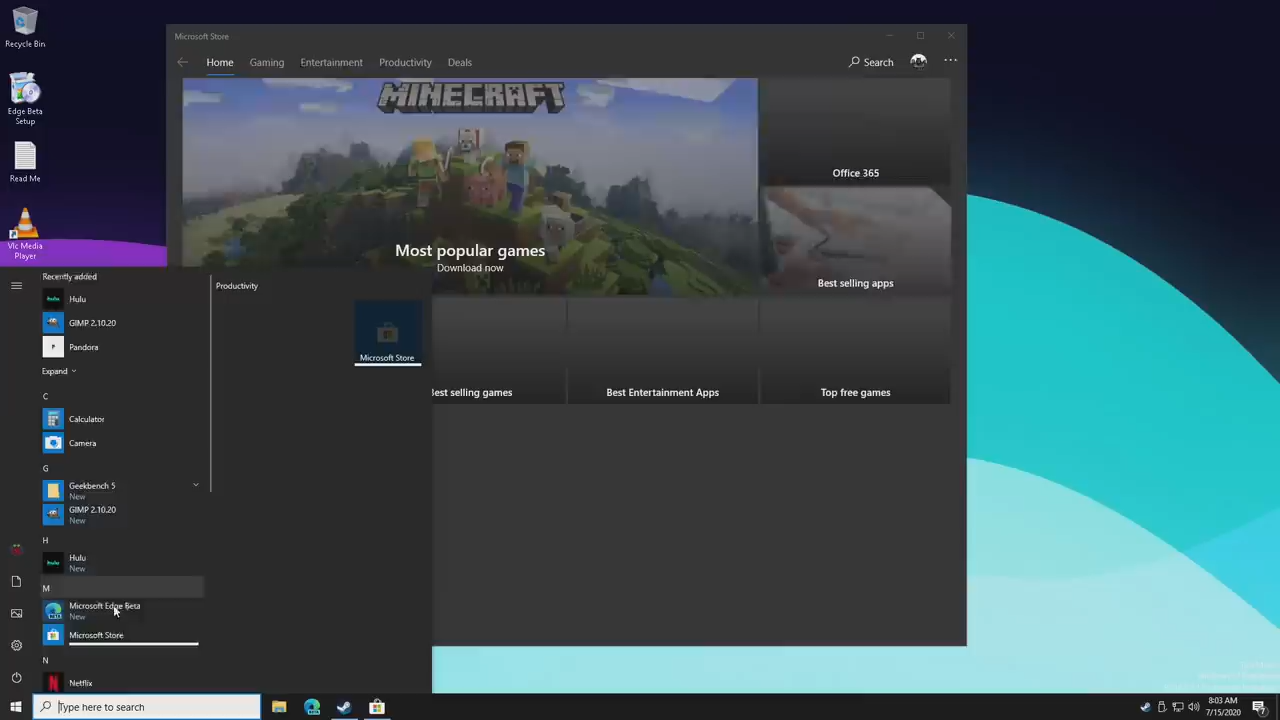 Recycle Bin
Edge Beta
Setup
Read Me
Vlc Media
Player
Microsoft Store
Home
Gaming
Entertainment
Productivity
Deals
Search
MINECRAFT
Most popular games
Download now
Office 365
Best selling apps
Best selling games
Best Entertainment Apps
Top free games
Recently added
Hulu
GIMP 2.10.20
Pandora
Expand
C
Calculator
Camera
G
Geekbench 5
New
GIMP 2.10.20
New
H
Hulu
New
M
Microsoft Edge Beta
New
Microsoft Store
N
Netflix
Productivity
Microsoft Store
Type here to search
8:03 AM
7/15/2020